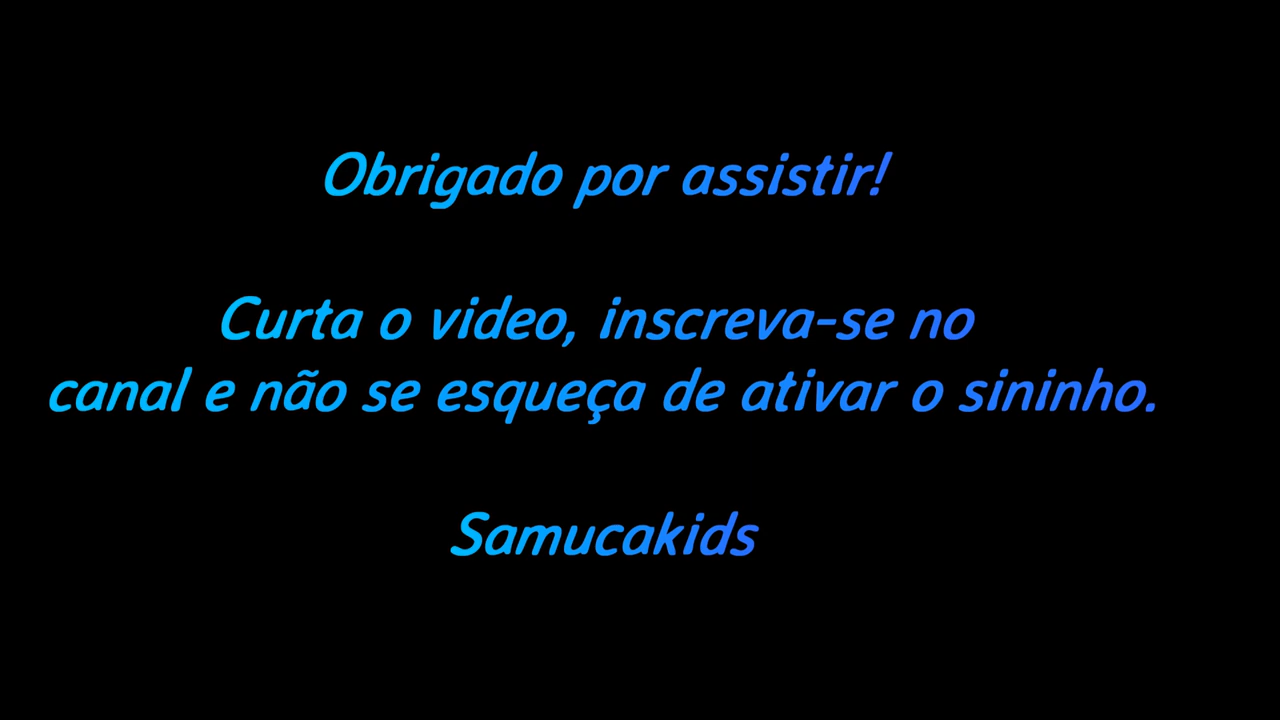 Obrigado por assistir!
Curta o video, inscreva-se no
canal e não se esqueça de ativar o sininho.
Samucakids